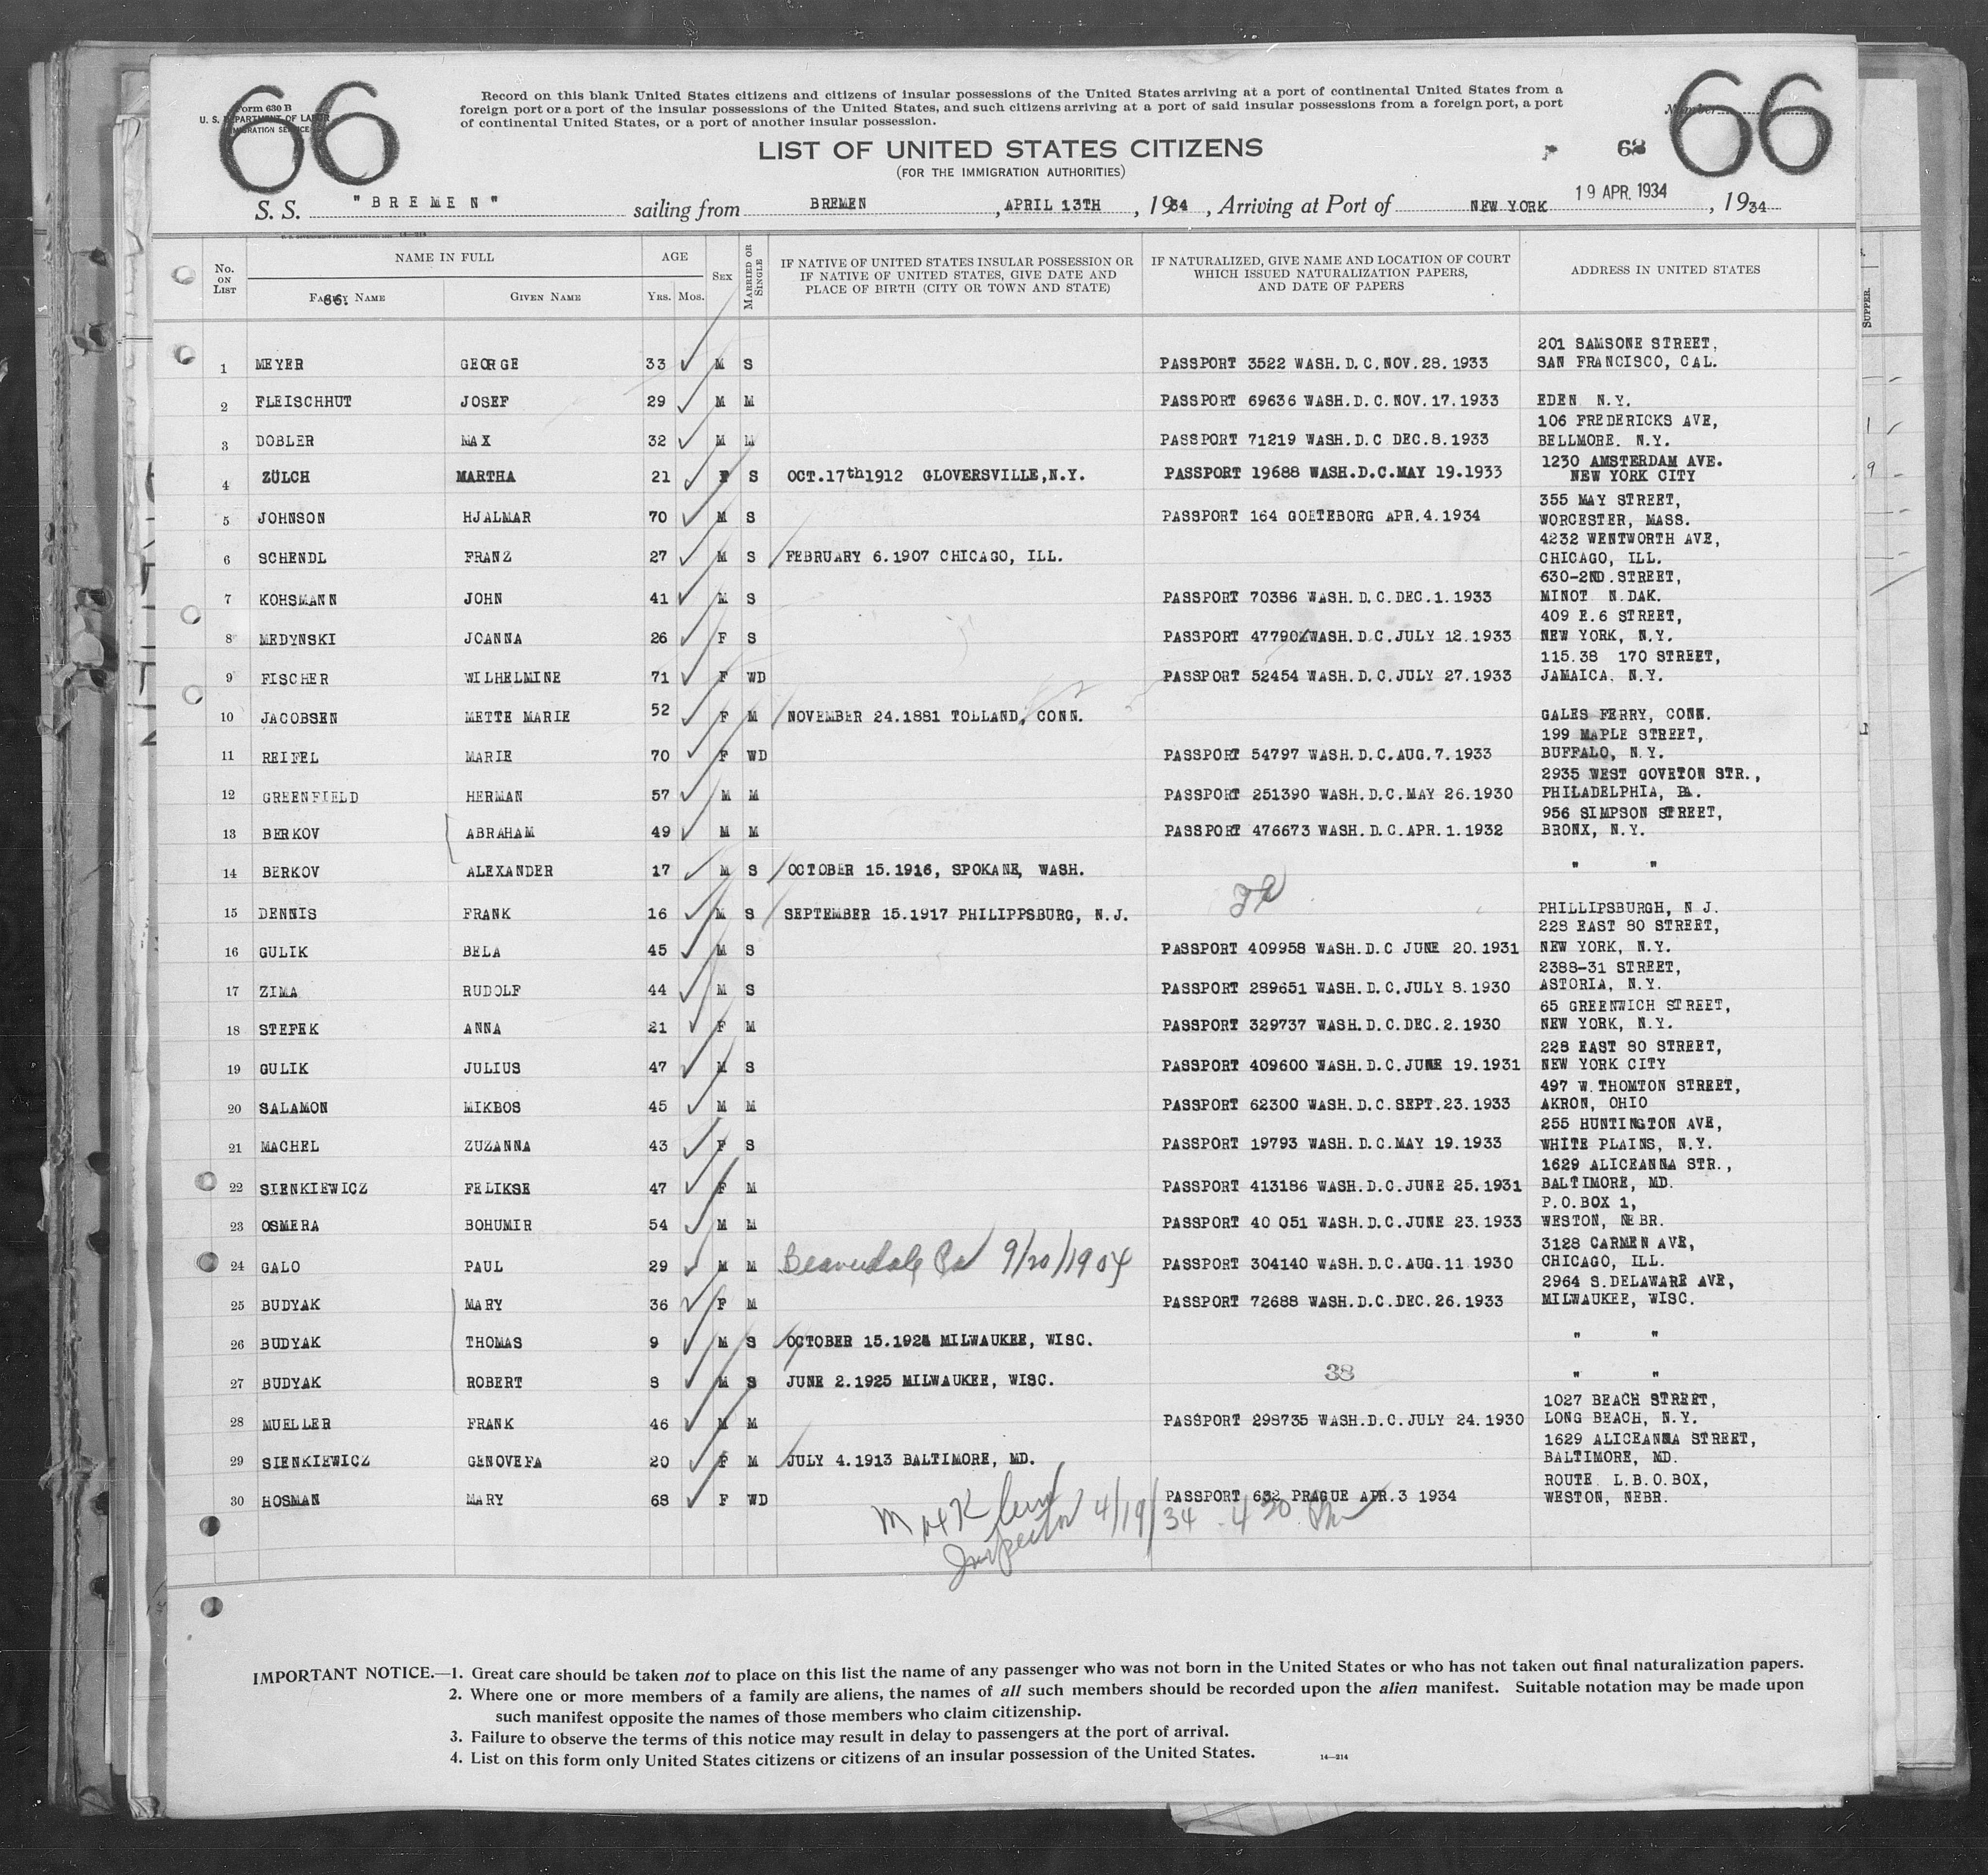 66
66
Form 630 B
U. S. DEPARTMENT OF LABOR
IMMIGRATION SERVICE
Record on this blank United States citizens and citizens of insular possessions of the United States arriving at a port of continental United States from a
foreign port or a port of the insular possessions of the United States, and such citizens arriving at a port of said insular possessions from a foreign port, a port
of continental United States, or a port of another insular possession.
Number
LIST OF UNITED STATES CITIZENS
(FOR THE IMMIGRATION AUTHORITIES)
S. S. "BREMEN" sailing from BREMEN, APRIL 13TH, 1934, Arriving at Port of NEW YORK 19 APR. 1934, 1934
No. ON LIST
NAME IN FULL
FAMILY NAME
GIVEN NAME
66.
AGE
YRS. MOS.
SEX
MARRIED OR SINGLE
IF NATIVE OF UNITED STATES INSULAR POSSESSION OR
IF NATIVE OF UNITED STATES, GIVE DATE AND
PLACE OF BIRTH (CITY OR TOWN AND STATE)
IF NATURALIZED, GIVE NAME AND LOCATION OF COURT
WHICH ISSUED NATURALIZATION PAPERS,
AND DATE OF PAPERS
ADDRESS IN UNITED STATES
SUPPER.
201 SAMSONE STREET,
1 MEYER GEORGE 33 M S PASSPORT 3522 WASH.D.C.NOV.28.1933 SAN FRANCISCO, CAL.
2 FLEISCHHUT JOSEF 29 M M PASSPORT 69636 WASH.D.C.NOV.17.1933 EDEN N.Y.
106 FREDERICKS AVE,
3 DOBLER MAX 32 M M PASSPORT 71219 WASH.D.C DEC.8.1933 BELLMORE. N.Y.
1230 AMSTERDAM AVE.
4 ZÜLCH MARTHA 21 F S OCT.17th1912 GLOVERSVILLE,N.Y. PASSPORT 19688 WASH.D.C.MAY 19.1933 NEW YORK CITY
355 MAY STREET,
5 JOHNSON HJALMAR 70 M S PASSPORT 164 GOETEBORG APR.4.1934 WORCESTER, MASS.
4232 WENTWORTH AVE,
6 SCHENDL FRANZ 27 M S FEBRUARY 6.1907 CHICAGO, ILL. CHICAGO, ILL.
630-2ND.STREET,
7 KOHSMANN JOHN 41 M S PASSPORT 70386 WASH.D.C.DEC.1.1933 MINOT N.DAK.
409 E.6 STREET,
8 MEDYNSKI JOANNA 26 F S PASSPORT 47790 WASH.D.C.JULY 12.1933 NEW YORK, N.Y.
115.38 170 STREET,
9 FISCHER WILHELMINE 71 F WD PASSPORT 52454 WASH.D.C.JULY 27.1933 JAMAICA. N.Y.
10 JACOBSEN METTE MARIE 52 F M NOVEMBER 24.1881 TOLLAND, CONN. GALES FERRY, CONN.
199 MAPLE STREET,
11 REIFEL MARIE 70 F WD PASSPORT 54797 WASH.D.C.AUG.7.1933 BUFFALO, N.Y.
2935 WEST GOVETON STR.,
12 GREENFIELD HERMAN 57 M M PASSPORT 251390 WASH.D.C.MAY 26.1930 PHILADELPHIA, PA.
956 SIMPSON STREET,
13 BERKOV ABRAHAM 49 M M PASSPORT 476673 WASH.D.C.APR.1.1932 BRONX, N.Y.
14 BERKOV ALEXANDER 17 M S OCTOBER 15.1916, SPOKANE, WASH. " "
15 DENNIS FRANK 16 M S SEPTEMBER 15.1917 PHILIPPSBURG, N.J. PHILLIPSBURGH, N J.
228 EAST 80 STREET,
16 GULIK BELA 45 M S PASSPORT 409958 WASH.D.C JUNE 20.1931 NEW YORK, N.Y.
2388-31 STREET,
17 ZIMA RUDOLF 44 M S PASSPORT 289651 WASH.D.C.JULY 8.1930 ASTORIA, N.Y.
65 GREENWICH STREET,
18 STEFEK ANNA 21 F M PASSPORT 329737 WASH.D.C.DEC.2.1930 NEW YORK, N.Y.
228 EAST 80 STREET,
19 GULIK JULIUS 47 M S PASSPORT 409600 WASH.D.C.JUNE 19.1931 NEW YORK CITY
497 W.THOMTON STREET,
20 SALAMON MIKBOS 45 M M PASSPORT 62300 WASH.D.C.SEPT.23.1933 AKRON, OHIO
255 HUNTINGTON AVE,
21 MACHEL ZUZANNA 43 F S PASSPORT 19793 WASH.D.C.MAY 19.1933 WHITE PLAINS, N.Y.
1629 ALICEANNA STR.,
22 SIENKIEWICZ FELIKSE 47 F M PASSPORT 413186 WASH.D.C.JUNE 25.1931 BALTIMORE, MD.
P.O.BOX 1,
23 OSMERA BOHUMIR 54 M M PASSPORT 40 051 WASH.D.C.JUNE 23.1933 WESTON, NEBR.
3128 CARMEN AVE,
24 GALO PAUL 29 M M Beaverdale Pa 9/20/1904 PASSPORT 304140 WASH.D.C.AUG.11 1930 CHICAGO, ILL.
2964 S.DELAWARE AVE,
25 BUDYAK MARY 36 F M PASSPORT 72688 WASH.D.C.DEC.26.1933 MILWAUKEE, WISC.
26 BUDYAK THOMAS 9 M S OCTOBER 15.1924 MILWAUKEE, WISC. " "
27 BUDYAK ROBERT 8 M S JUNE 2.1925 MILWAUKEE, WISC. 38 " "
1027 BEACH STREET,
28 MUELLER FRANK 46 M M PASSPORT 298735 WASH.D.C.JULY 24.1930 LONG BEACH, N.Y.
1629 ALICEANNA STREET,
29 SIENKIEWICZ GENOVEFA 20 F M JULY 4.1913 BALTIMORE, MD. BALTIMORE, MD.
ROUTE L.B.O.BOX,
30 HOSMAN MARY 68 F WD PASSPORT 632 PRAGUE APR.3 1934 WESTON, NEBR.
Inspector 4/19/34 4 30 Pm
IMPORTANT NOTICE.—1. Great care should be taken not to place on this list the name of any passenger who was not born in the United States or who has not taken out final naturalization papers.
2. Where one or more members of a family are aliens, the names of all such members should be recorded upon the alien manifest. Suitable notation may be made upon
such manifest opposite the names of those members who claim citizenship.
3. Failure to observe the terms of this notice may result in delay to passengers at the port of arrival.
4. List on this form only United States citizens or citizens of an insular possession of the United States.
14—214